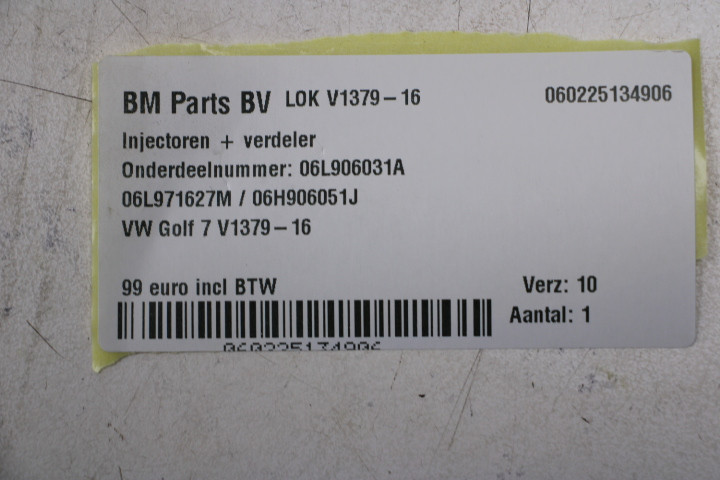 BM Parts BV LOK V1379-16 060225134906
Injectoren + verdeler
Onderdeelnummer: 06L906031A
06L971627M / 06H906051J
VW Golf 7 V1379-16
99 euro incl BTW Verz: 10
Aantal: 1
060225134906